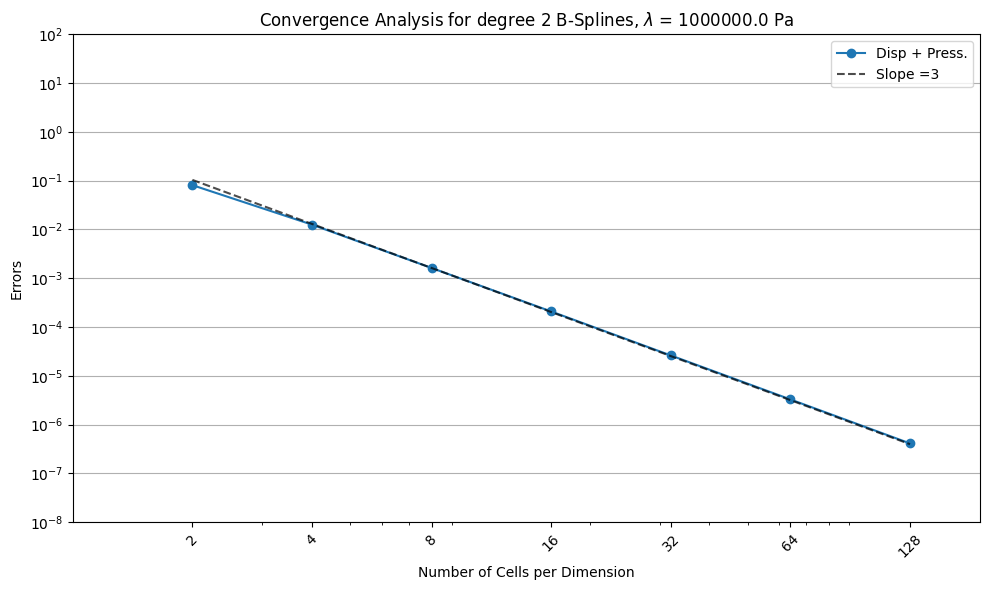 Convergence Analysis for degree 2 B-Splines, λ = 1000000.0 Pa
Disp + Press.
Slope =3
Errors
10²
10¹
10⁰
10⁻¹
10⁻²
10⁻³
10⁻⁴
10⁻⁵
10⁻⁶
10⁻⁷
10⁻⁸
2 4 8 16 32 64 128
Number of Cells per Dimension